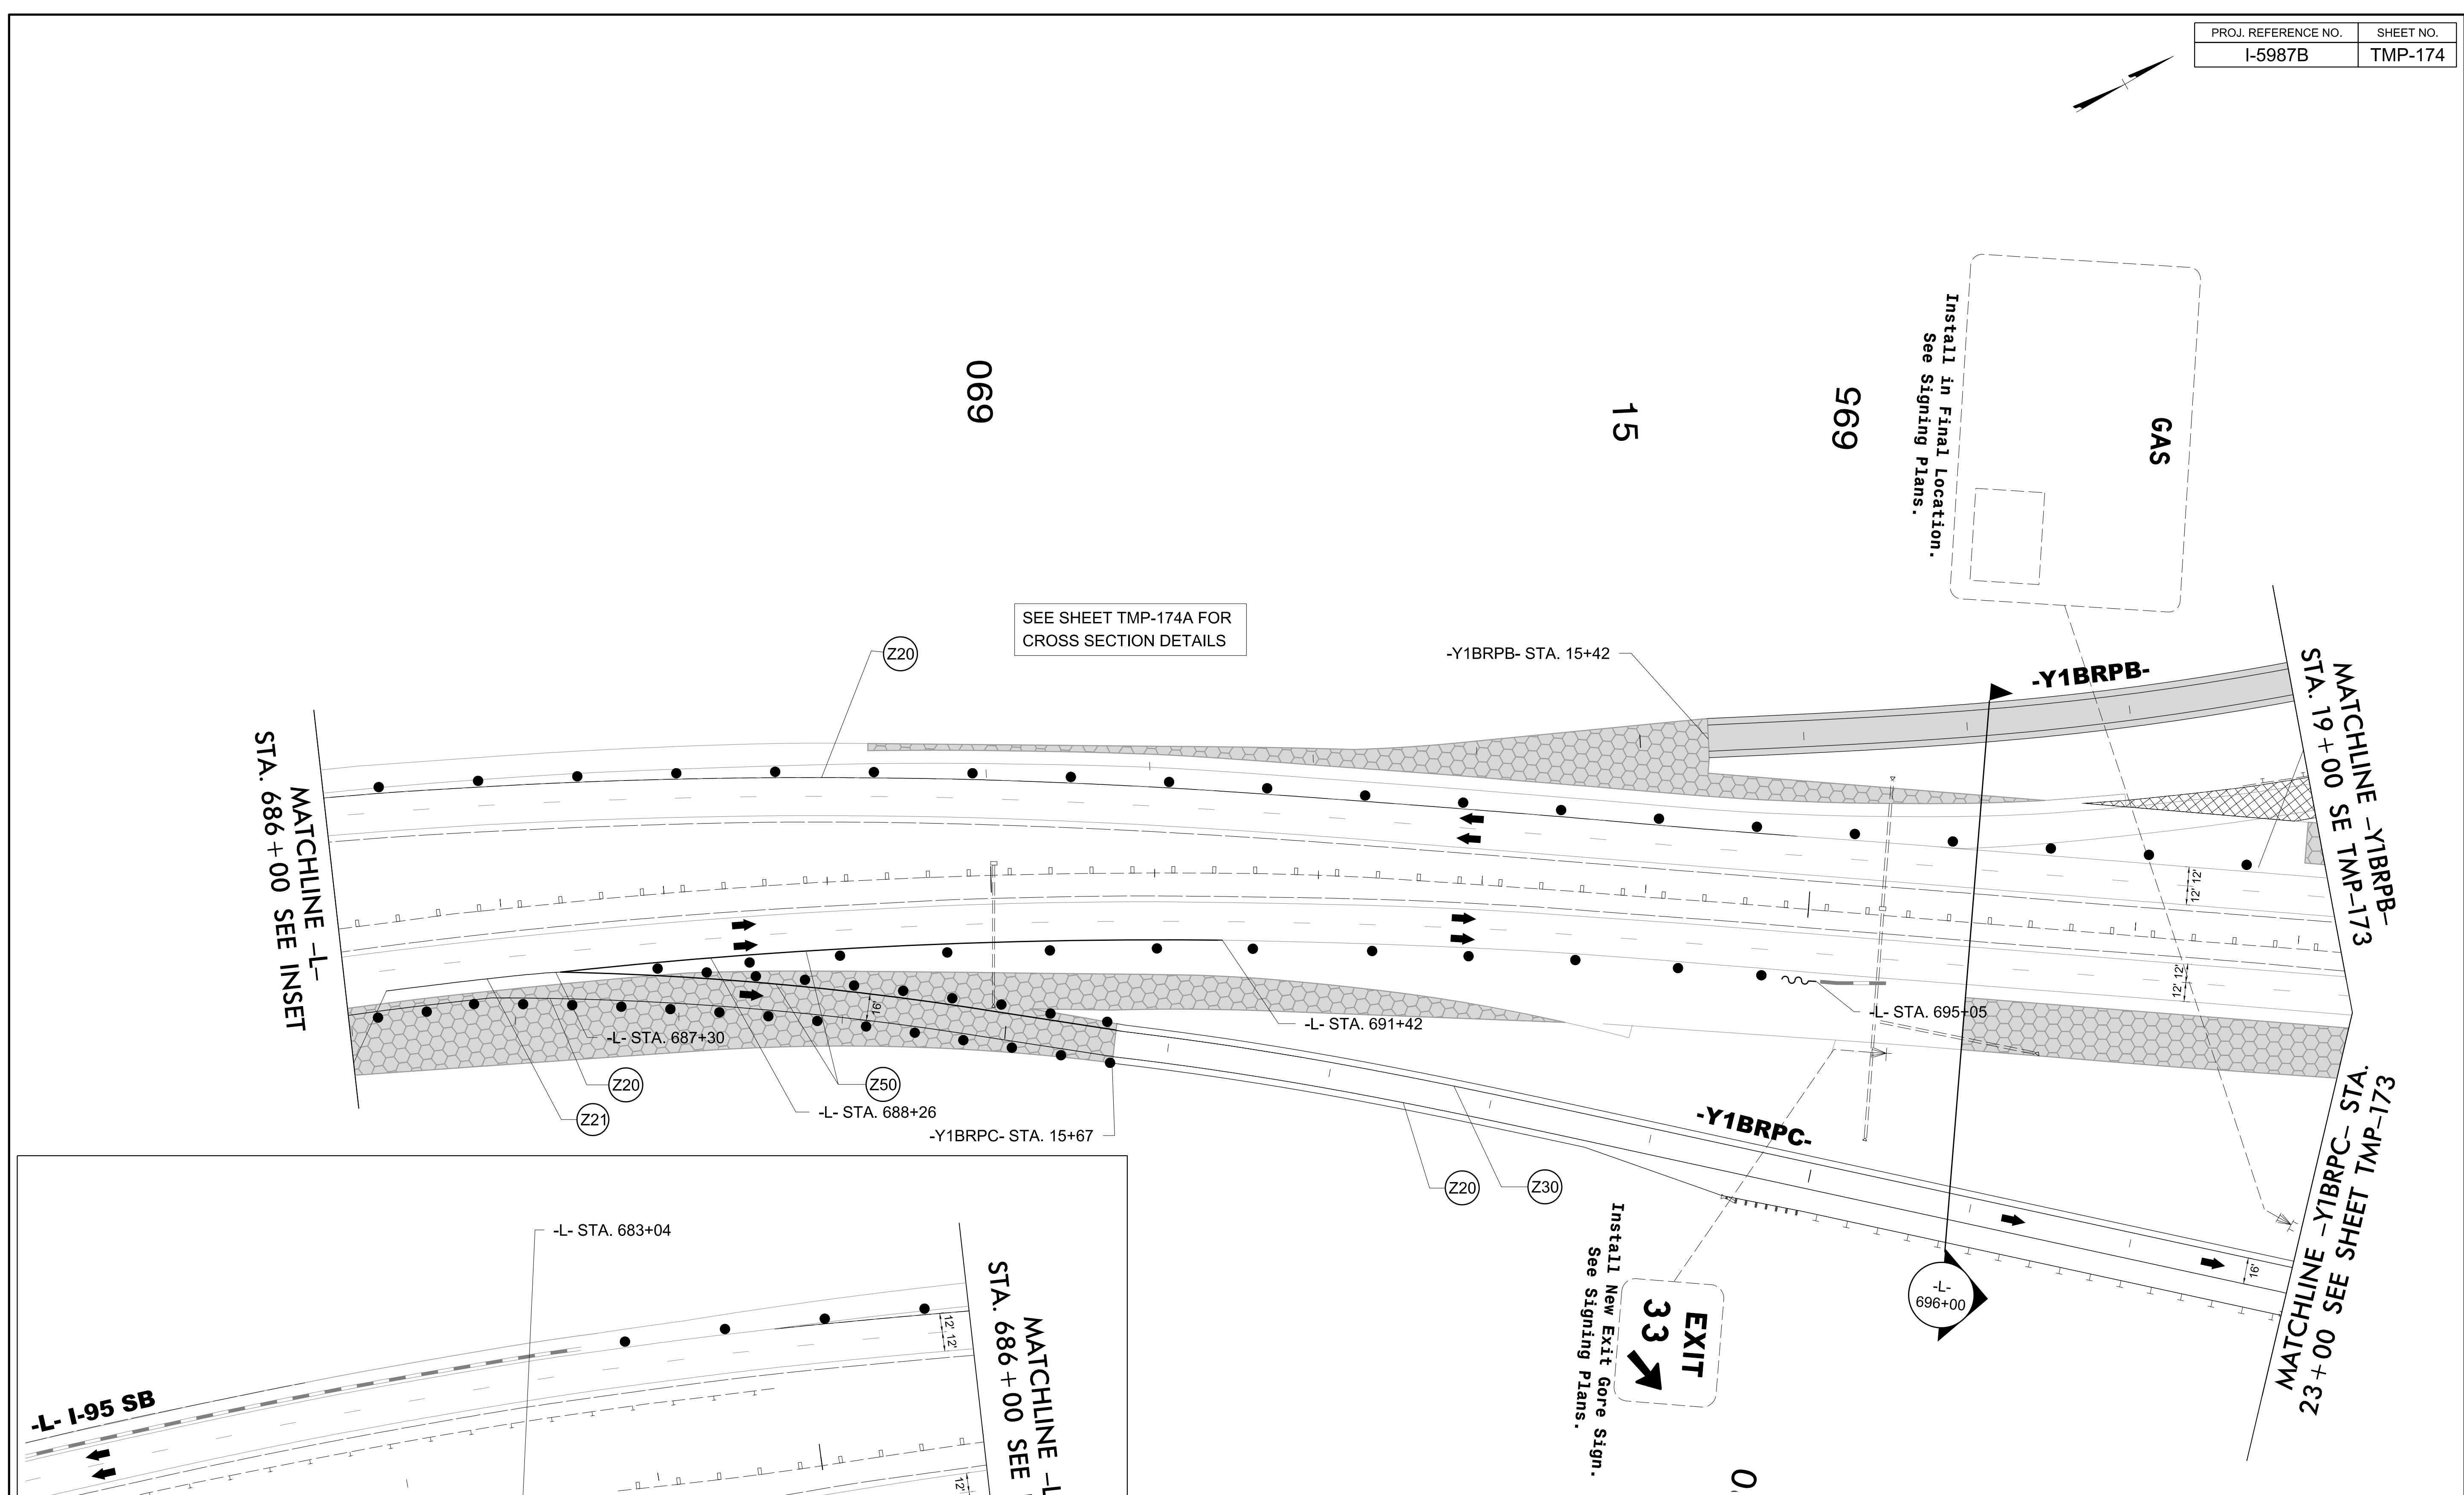 PROJ. REFERENCE NO. SHEET NO.
I-5987B TMP-174
690
15
695
Install in Final Location.
See Signing Plans.
GAS
SEE SHEET TMP-174A FOR
CROSS SECTION DETAILS
Z20
-Y1BRPB- STA. 15+42
-Y1BRPB-
MATCHLINE –Y1BRPB–
STA. 19+00 SE TMP–173
MATCHLINE –L–
STA. 686+00 SEE INSET
12' 12'
12' 12'
16'
-L- STA. 695+05
-L- STA. 691+42
-L- STA. 687+30
Z20
Z50
Z21
-L- STA. 688+26
-Y1BRPC- STA. 15+67
-Y1BRPC-
Z20
Z30
16'
MATCHLINE –Y1BRPC– STA.
23+00 SEE SHEET TMP–173
-L-
696+00
Install New Exit Gore Sign.
See Signing Plans.
EXIT
33
-L- STA. 683+04
12' 12'
-L- I-95 SB
MATCHLINE –L
STA. 686+00 SEE
12'